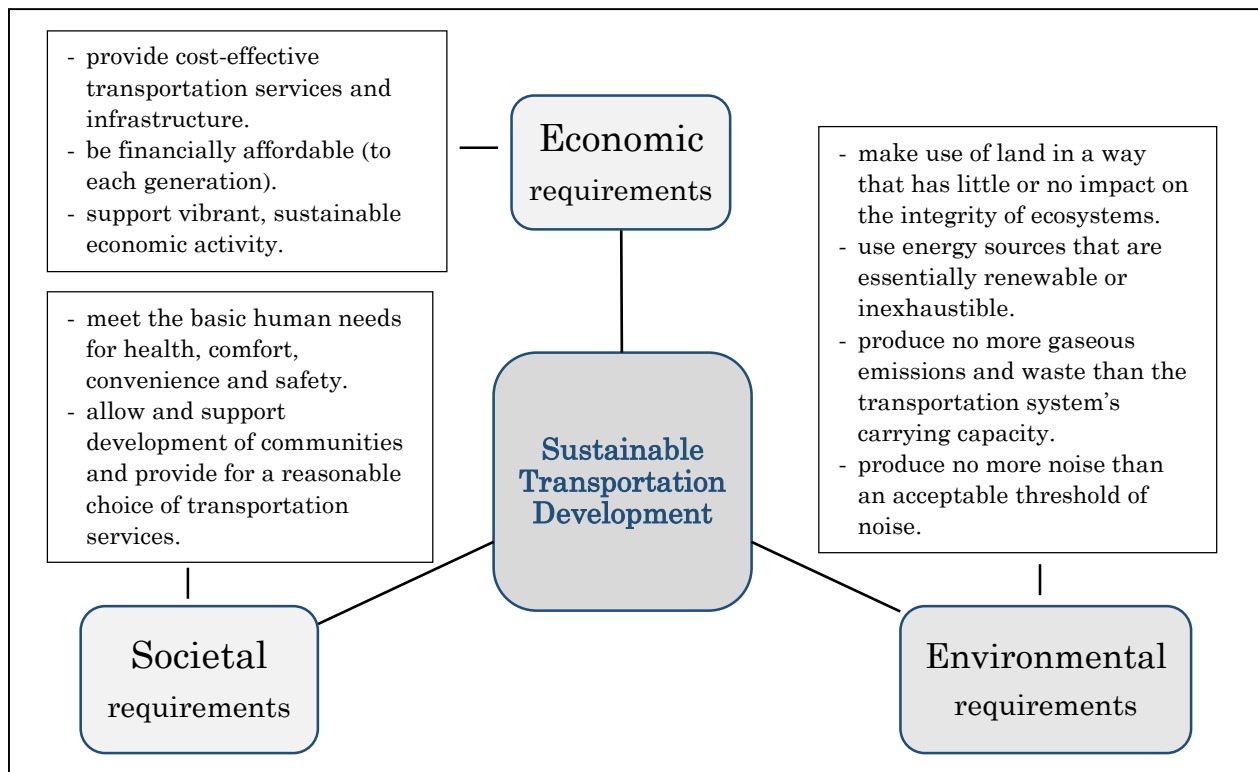 - provide cost-effective
transportation services and
infrastructure.
- be financially affordable (to
each generation).
- support vibrant, sustainable
economic activity.
Economic
requirements
- make use of land in a way
that has little or no impact on
the integrity of ecosystems.
- use energy sources that are
essentially renewable or
inexhaustible.
- produce no more gaseous
emissions and waste than the
transportation system's
carrying capacity.
- produce no more noise than
an acceptable threshold of
noise.
- meet the basic human needs
for health, comfort,
convenience and safety.
- allow and support
development of communities
and provide for a reasonable
choice of transportation
services.
Sustainable
Transportation
Development
Societal
requirements
Environmental
requirements